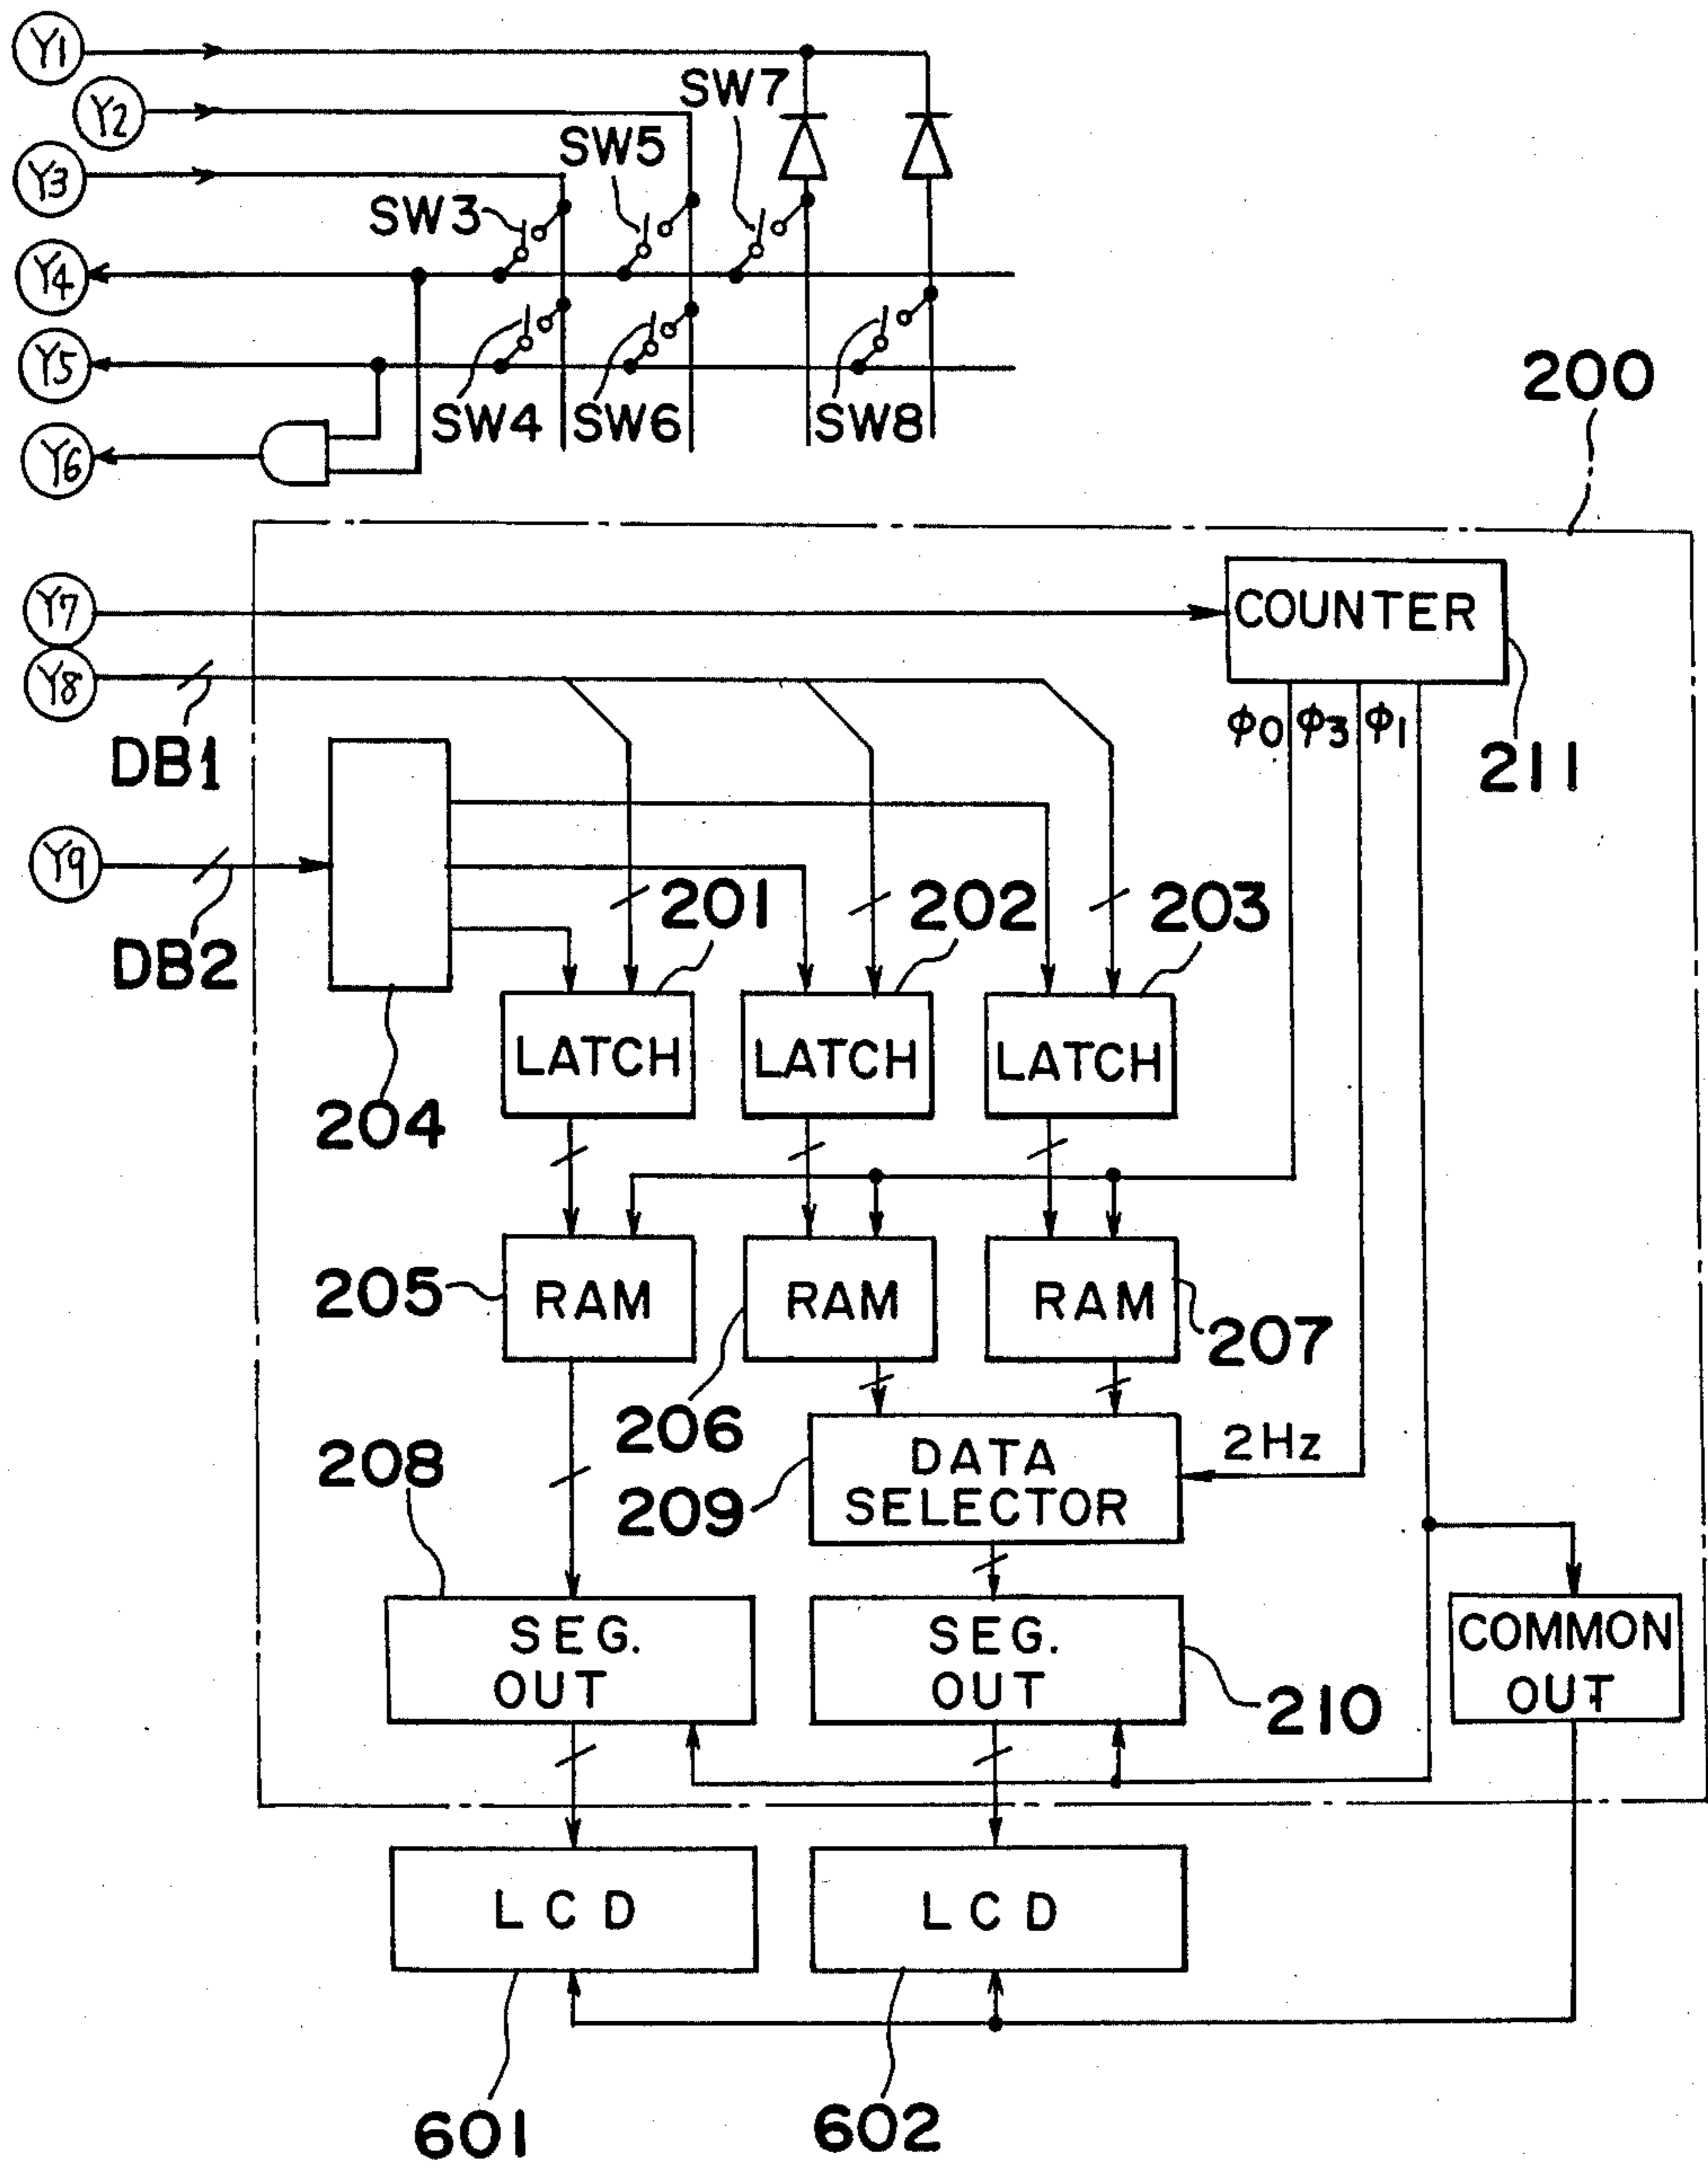 Y1
Y2
SW7
SW5
Y3
SW3
Y4
Y5
200
SW4
SW6
SW8
Y6
Y7
COUNTER
Y8
ϕ0
ϕ3
ϕ1
DB1
211
Y9
201
202
203
DB2
LATCH
LATCH
LATCH
204
205
RAM
RAM
RAM
207
206
208
2Hz
DATA
SELECTOR
209
SEG.
OUT
SEG.
OUT
COMMON
OUT
210
LCD
LCD
601
602